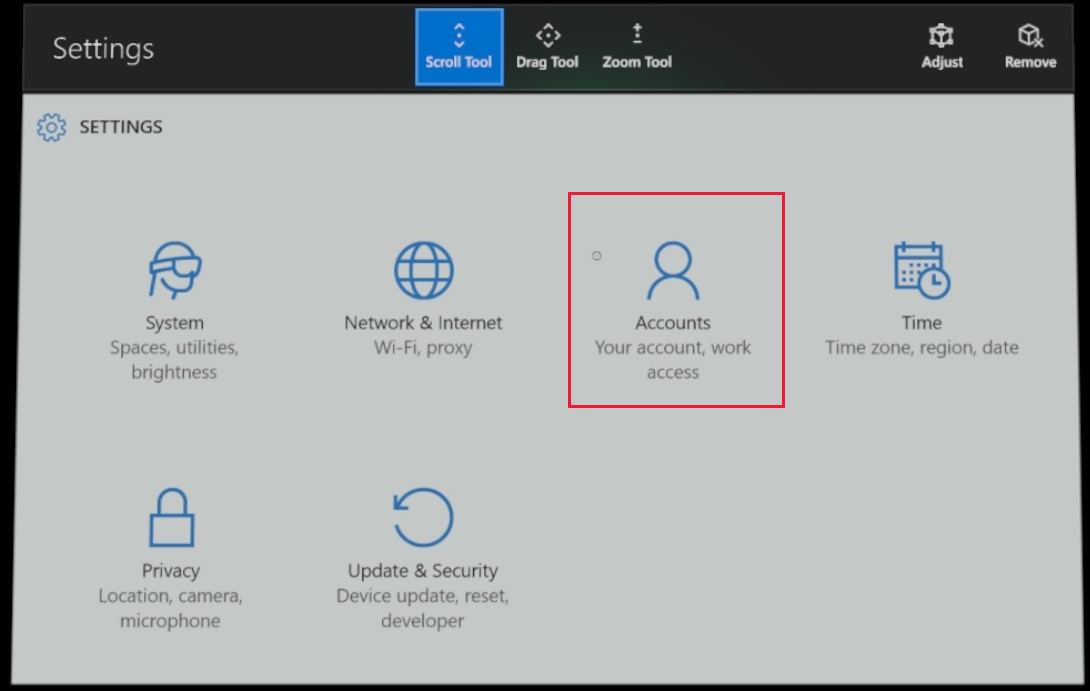 Settings
Scroll Tool
Drag Tool
Zoom Tool
Adjust
Remove
SETTINGS
System
Spaces, utilities,
brightness
Network & Internet
Wi-Fi, proxy
Accounts
Your account, work
access
Time
Time zone, region, date
Privacy
Location, camera,
microphone
Update & Security
Device update, reset,
developer